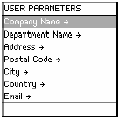 USER PARAMETERS
Company Name →
Department Name →
Address →
Postal Code →
City →
Country →
Email →